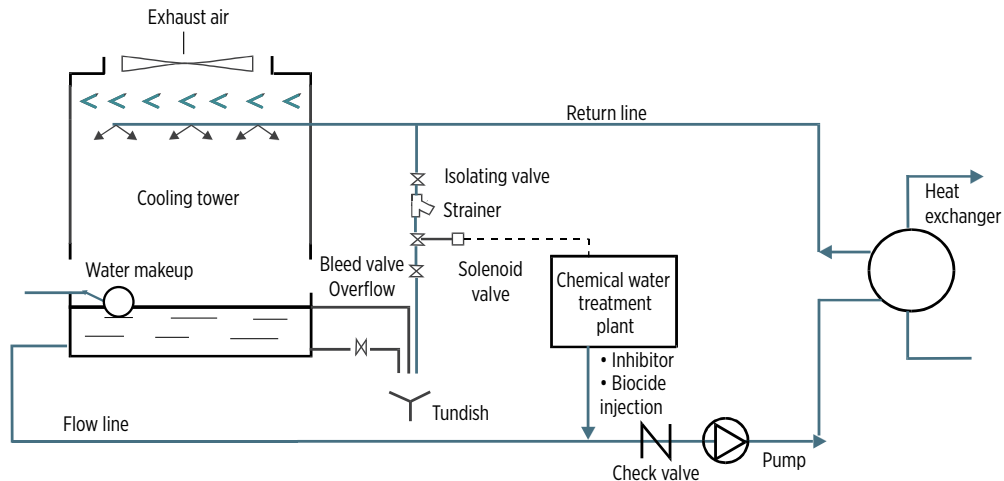 Exhaust air
Return line
Isolating valve
Cooling tower
Strainer
Heat
exchanger
Water makeup
Bleed valve
Overflow
Solenoid
valve
Chemical water
treatment
plant
• Inhibitor
• Biocide
injection
Tundish
Flow line
Check valve
Pump